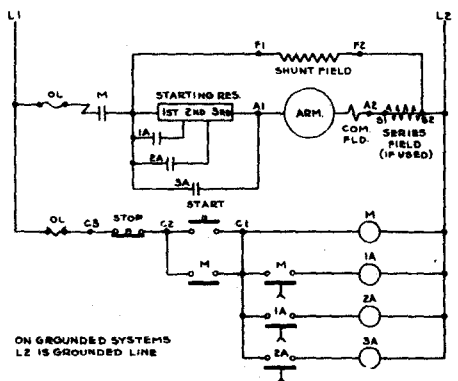 L1
L2
F1
F2
SHUNT FIELD
OL
M
STARTING RES.
1ST 2ND 3RD
A1
ARM.
A2
S1
S2
COM.
FLD.
SERIES
FIELD
(IF USED)
1A
2A
3A
START
OL
C3
STOP
C2
C1
M
M
M
1A
1A
2A
2A
3A
ON GROUNDED SYSTEMS
L2 IS GROUNDED LINE